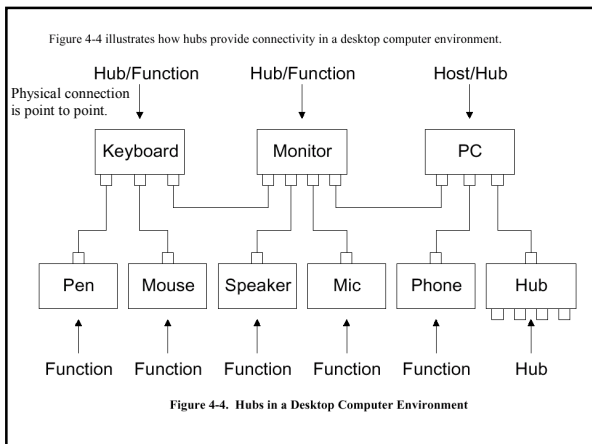 Figure 4-4 illustrates how hubs provide connectivity in a desktop computer environment.
Hub/Function Hub/Function Host/Hub
Physical connection
is point to point.
Keyboard Monitor PC
Pen Mouse Speaker Mic Phone Hub
Function Function Function Function Function Hub
Figure 4-4. Hubs in a Desktop Computer Environment